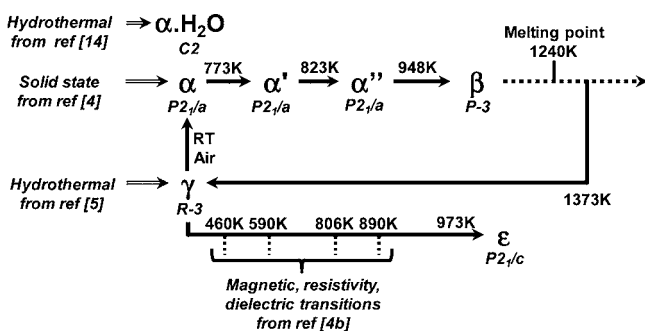 Hydrothermal
from ref [14]
α.H₂O
C2
Melting point
1240K
Solid state
from ref [4]
α
P2₁/a
773K
α'
P2₁/a
823K
α''
P2₁/a
948K
β
P-3
RT
Air
Hydrothermal
from ref [5]
γ
R-3
1373K
460K 590K 806K 890K 973K
ε
P2₁/c
Magnetic, resistivity,
dielectric transitions
from ref [4b]